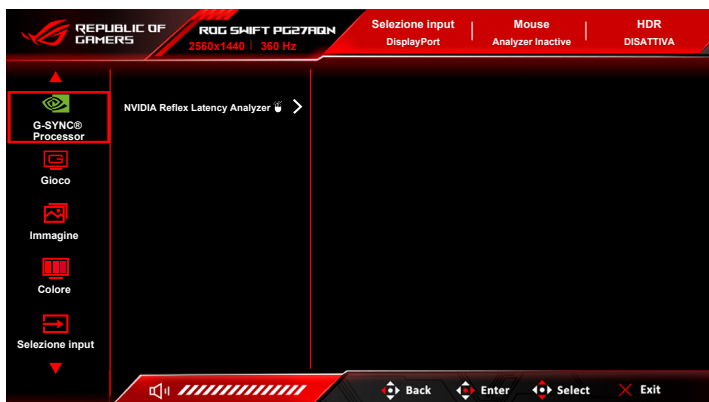 REPUBLIC OF
GAMERS
ROG SWIFT PG27AQN
2560x1440 | 360 Hz
Selezione input
DisplayPort
Mouse
Analyzer Inactive
HDR
DISATTIVA
G-SYNC®
Processor
NVIDIA Reflex Latency Analyzer
Gioco
Immagine
Colore
Selezione input
Back
Enter
Select
Exit